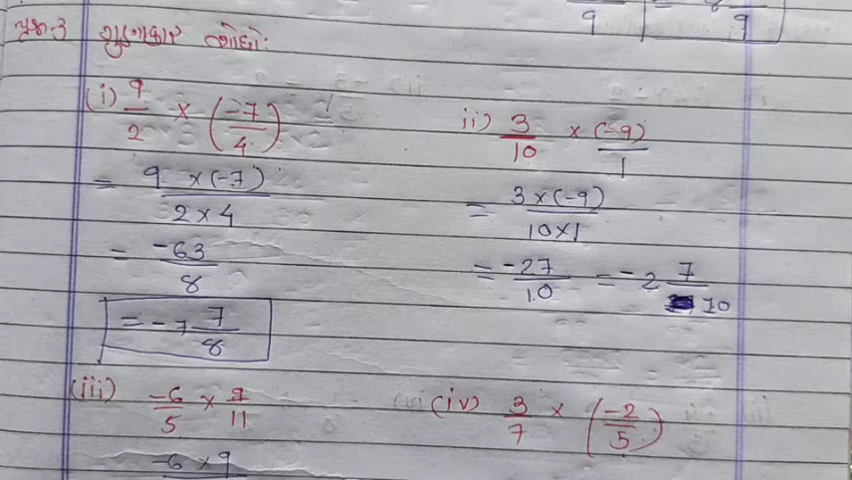 પ્રશ્ન-3 ગુણાકાર શોધો:
(i) 9/2 × (-7/4)
= 9 × (-7) / 2 × 4
= -63/8
= -7 7/8
ii) 3/10 × (-9)/1
= 3 × (-9) / 10 × 1
= -27/10 = -2 7/10
(iii) -6/5 × 9/11
-6 × 9
(iv) 3/7 × (-2/5)
9
9